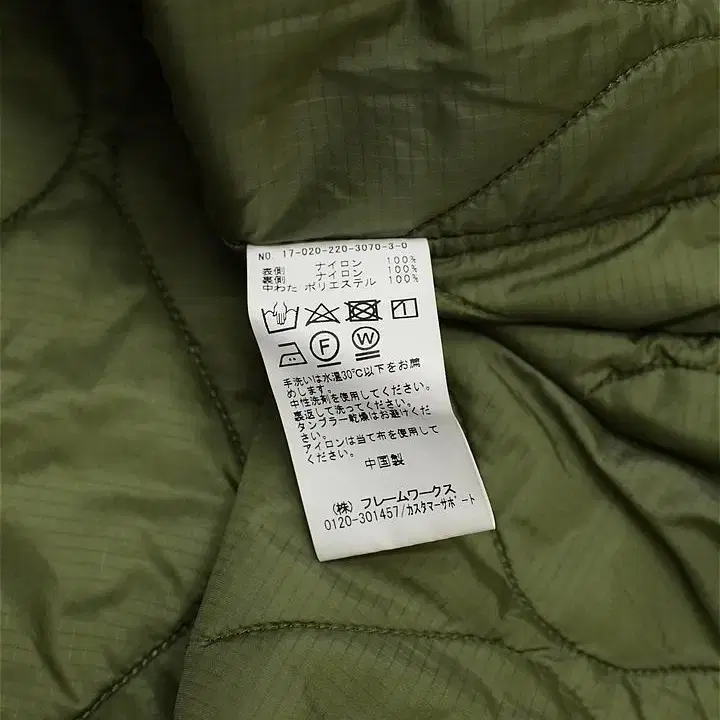 NO. 17-020-220-3070-3-0
表側 ナイロン 100%
裏側 ナイロン 100%
中わた ポリエステル 100%
F W
手洗いは水温30℃以下をお薦
めします。
中性洗剤を使用してください。
裏返して洗ってください。
タンブラー乾燥はお避けくだ
さい。
アイロンは当て布を使用して
ください。
中国製
(株) フレームワークス
0120-301457/カスタマーサポート